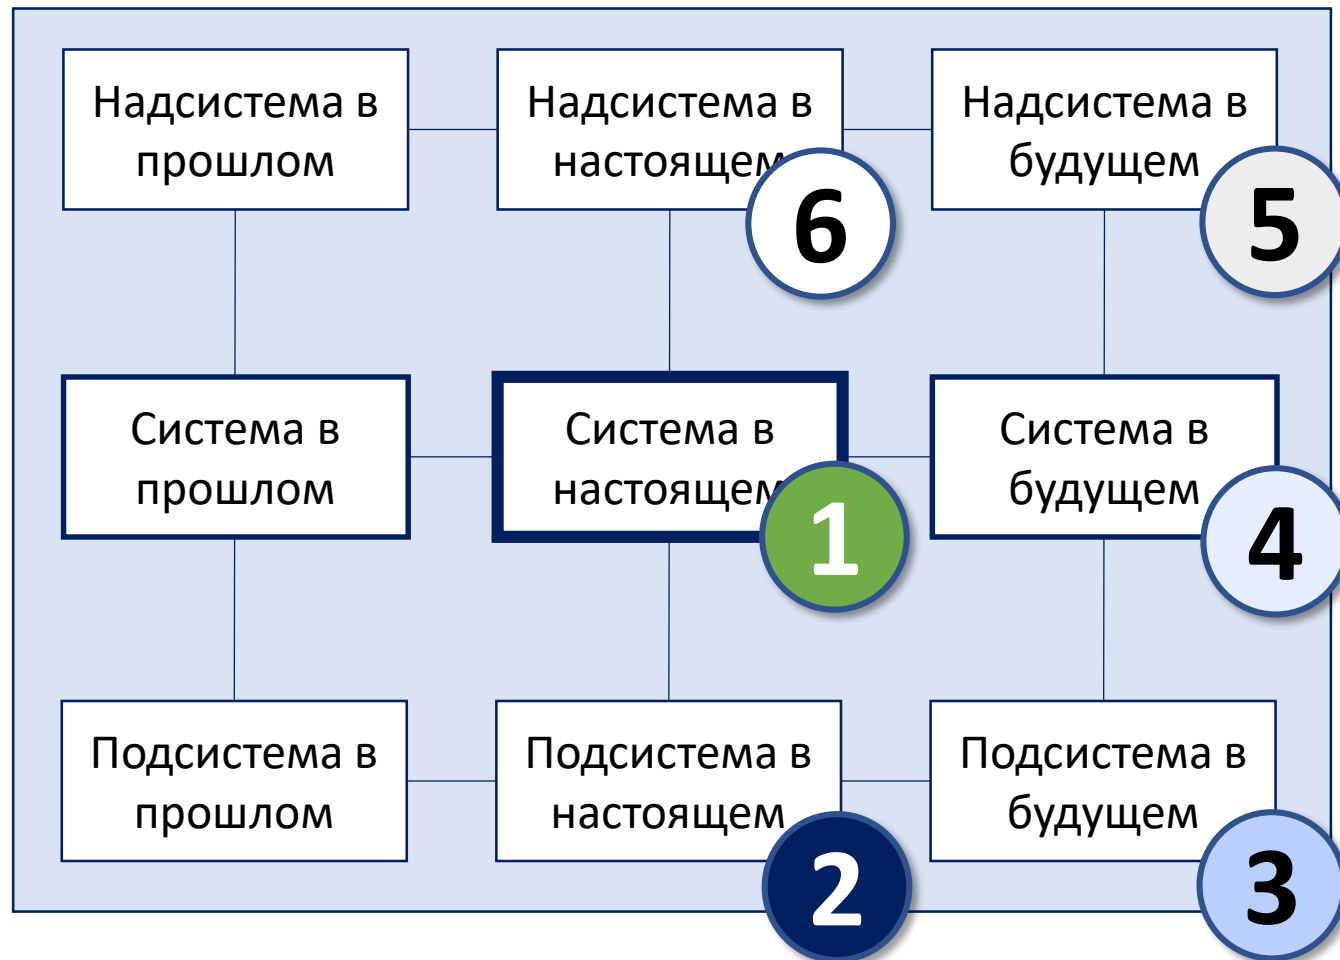 Надсистема в
прошлом
Надсистема в
настоящем
6
Надсистема в
будущем
5
Система в
прошлом
Система в
настоящем
1
Система в
будущем
4
Подсистема в
прошлом
Подсистема в
настоящем
2
Подсистема в
будущем
3